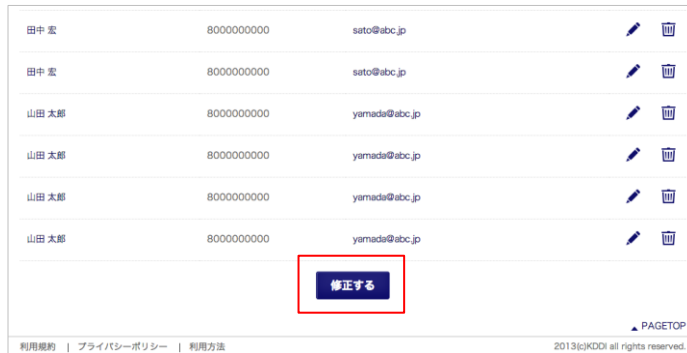 田中 宏 8000000000 sato@abc.jp
田中 宏 8000000000 sato@abc.jp
山田 太郎 8000000000 yamada@abc.jp
山田 太郎 8000000000 yamada@abc.jp
山田 太郎 8000000000 yamada@abc.jp
山田 太郎 8000000000 yamada@abc.jp
修正する
PAGETOP
利用規約 | プライバシーポリシー | 利用方法 2013(c)KDDI all rights reserved.